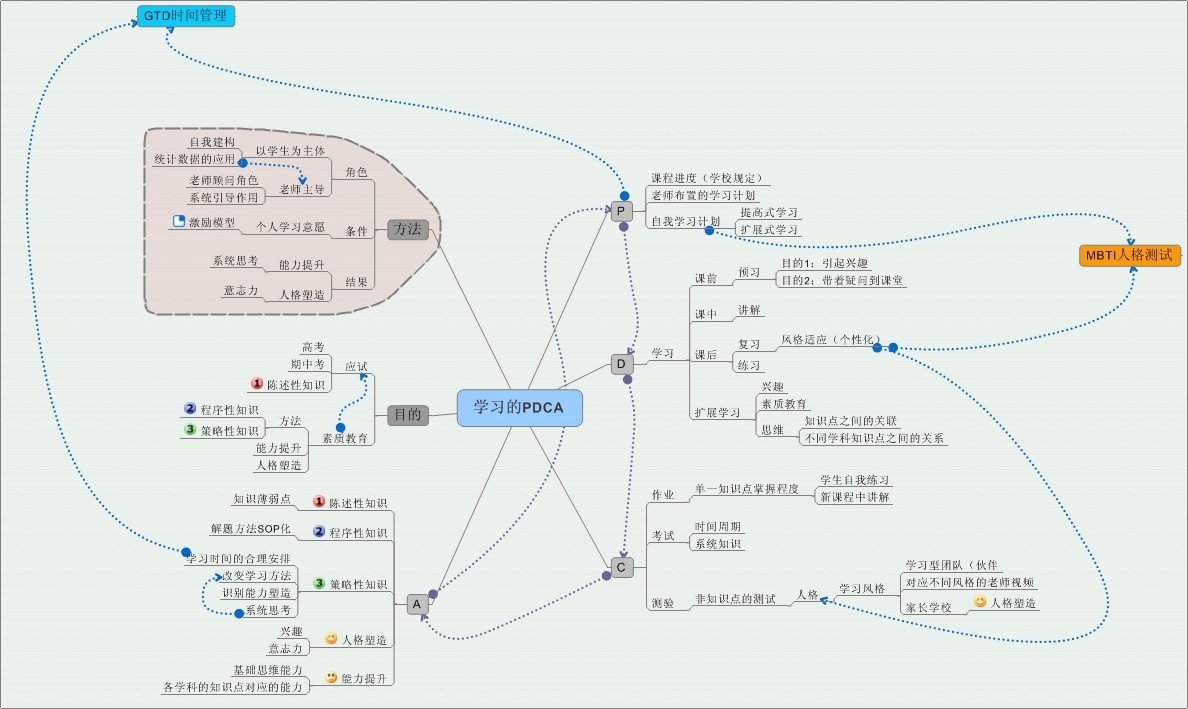 GTD时间管理
自我建构
统计数据的应用
以学生为主体
老师顾问角色
系统引导作用
老师主导
角色
激励模型
个人学习意愿
条件
系统思考
能力提升
意志力
人格塑造
结果
方法
高考
期中考
1 陈述性知识
应试
2 程序性知识
3 策略性知识
方法
能力提升
人格塑造
素质教育
目的
学习的PDCA
知识薄弱点
1 陈述性知识
解题方法SOP化
2 程序性知识
学习时间的合理安排
改变学习方法
识别能力塑造
系统思考
3 策略性知识
兴趣
意志力
人格塑造
基础思维能力
各学科的知识点对应的能力
能力提升
A
P
课程进度（学校规定）
老师布置的学习计划
自我学习计划
提高式学习
扩展式学习
MBTI人格测试
D
学习
课前
预习
目的1：引起兴趣
目的2：带着疑问到课堂
课中
讲解
课后
复习
风格适应（个性化）
练习
扩展学习
兴趣
素质教育
思维
知识点之间的关联
不同学科知识点之间的关系
C
作业
单一知识点掌握程度
学生自我练习
新课程中讲解
考试
时间周期
系统知识
测验
非知识点的测试
人格
学习风格
学习型团队（伙伴
对应不同风格的老师视频
家长学校
人格塑造